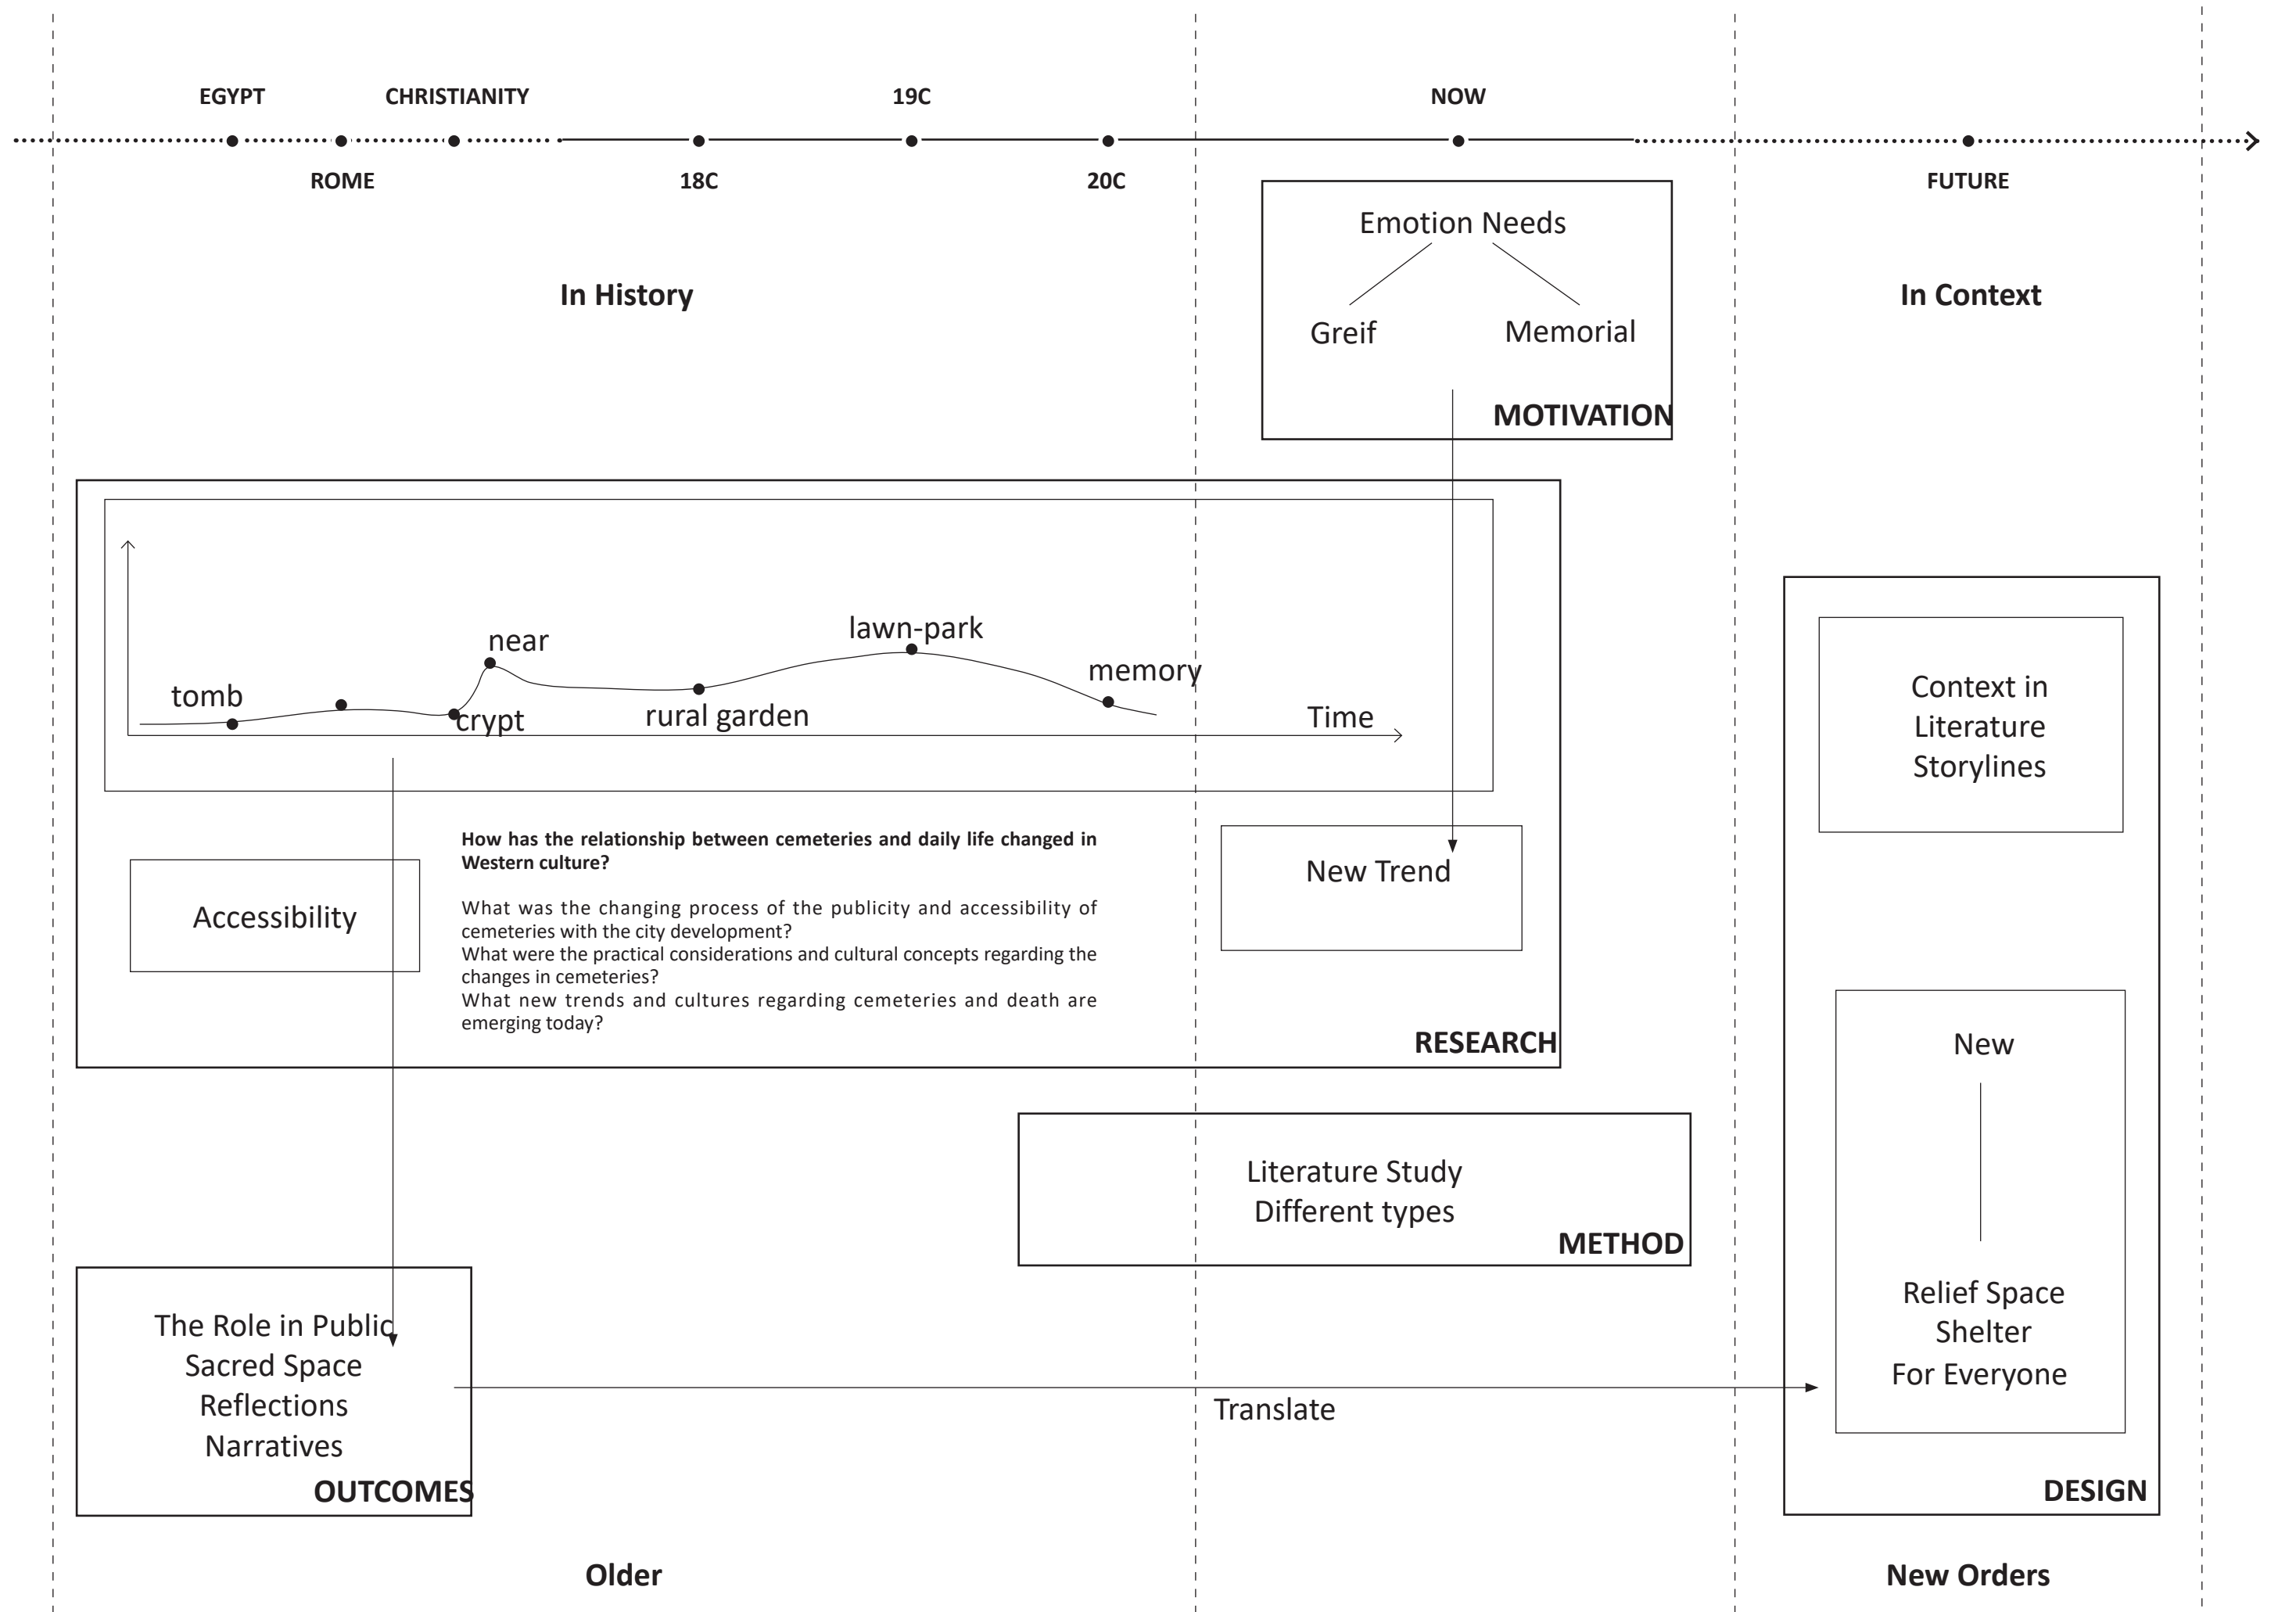 EGYPT
CHRISTIANITY
19C
NOW
ROME
18C
20C
FUTURE
In History
In Context
Emotion Needs
Greif
Memorial
MOTIVATION
near
lawn-park
memory
tomb
crypt
rural garden
Time
How has the relationship between cemeteries and daily life changed in
Western culture?
What was the changing process of the publicity and accessibility of
cemeteries with the city development?
What were the practical considerations and cultural concepts regarding the
changes in cemeteries?
What new trends and cultures regarding cemeteries and death are
emerging today?
Accessibility
New Trend
RESEARCH
Context in
Literature
Storylines
New
Relief Space
Shelter
For Everyone
DESIGN
Literature Study
Different types
METHOD
The Role in Public
Sacred Space
Reflections
Narratives
OUTCOMES
Translate
Older
New Orders